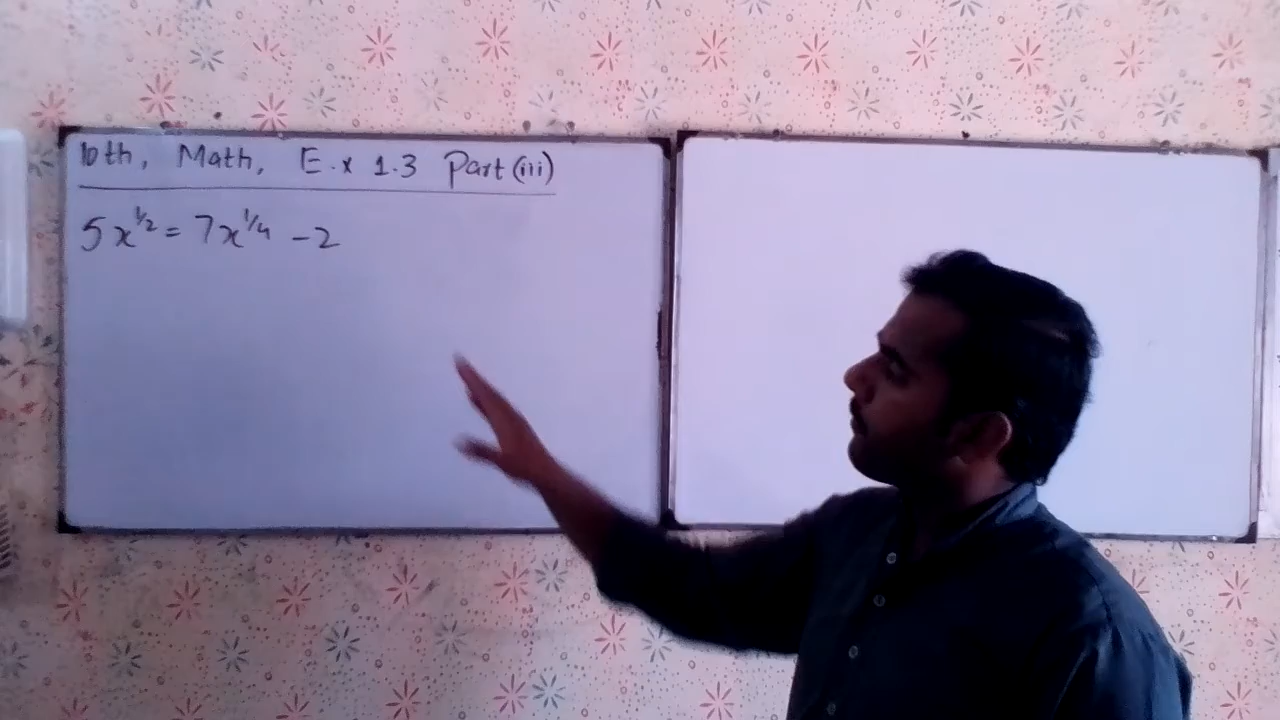 10th, Math, E.x 1.3 Part (iii)
5x^1/2 = 7x^1/4 - 2